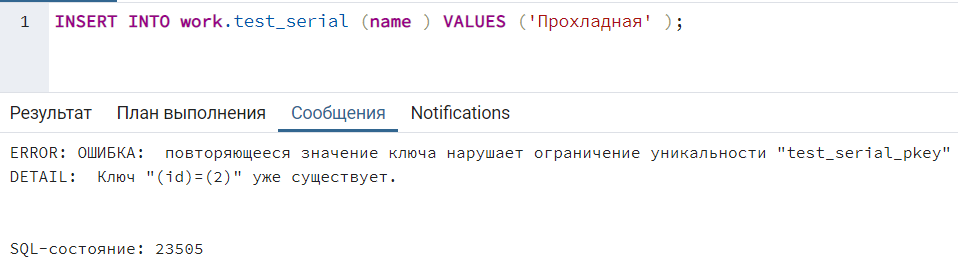 1 INSERT INTO work.test_serial (name ) VALUES ('Прохладная' );
Результат План выполнения Сообщения Notifications
ERROR: ОШИБКА:  повторяющееся значение ключа нарушает ограничение уникальности "test_serial_pkey"
DETAIL:  Ключ "(id)=(2)" уже существует.
SQL-состояние: 23505